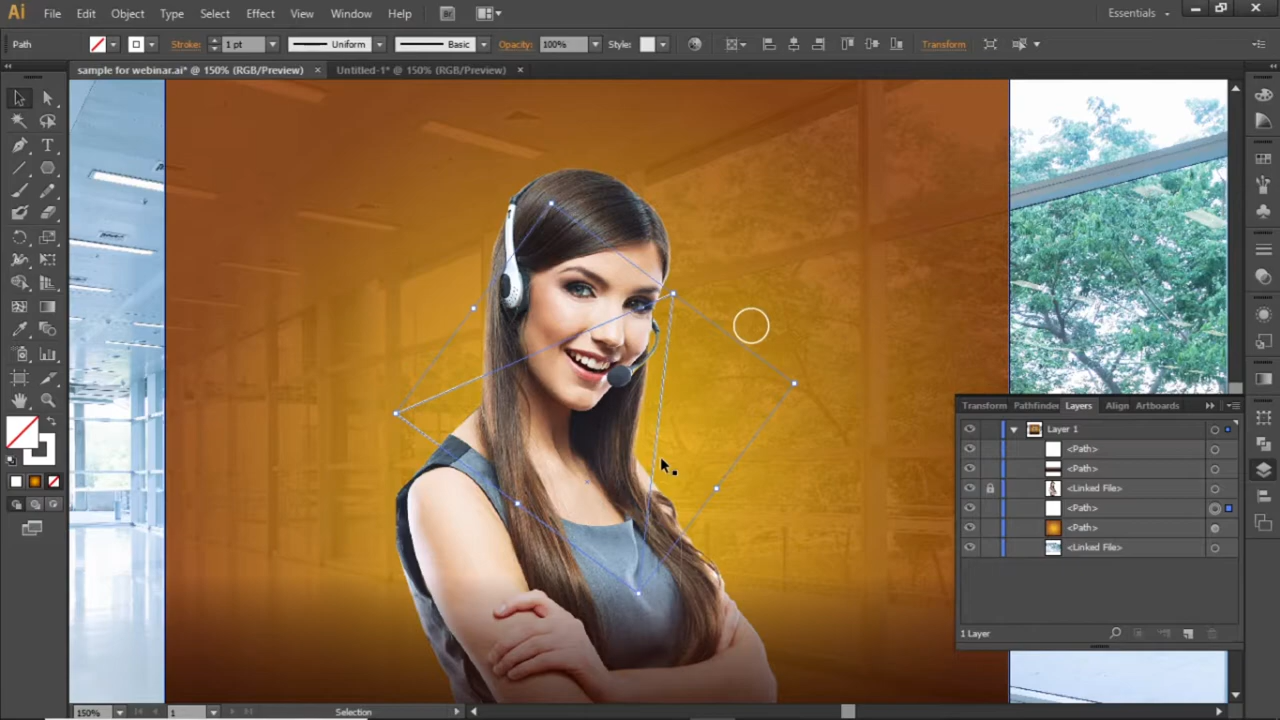 Ai File Edit Object Type Select Effect View Window Help Br Essentials
Path Stroke: 1 pt Uniform Basic Opacity: 100% Style: Transform
sample for webinar.ai* @ 150% (RGB/Preview) × Untitled-1* @ 150% (RGB/Preview) ×
Transform Pathfinder Layers Align Artboards
Layer 1
<Path>
<Path>
<Linked File>
<Path>
<Path>
<Linked File>
1 Layer
150% 1 Selection